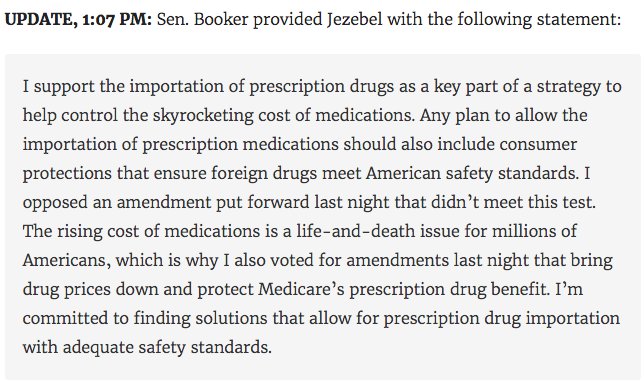 UPDATE, 1:07 PM: Sen. Booker provided Jezebel with the following statement:
I support the importation of prescription drugs as a key part of a strategy to
help control the skyrocketing cost of medications. Any plan to allow the
importation of prescription medications should also include consumer
protections that ensure foreign drugs meet American safety standards. I
opposed an amendment put forward last night that didn’t meet this test.
The rising cost of medications is a life-and-death issue for millions of
Americans, which is why I also voted for amendments last night that bring
drug prices down and protect Medicare’s prescription drug benefit. I’m
committed to finding solutions that allow for prescription drug importation
with adequate safety standards.